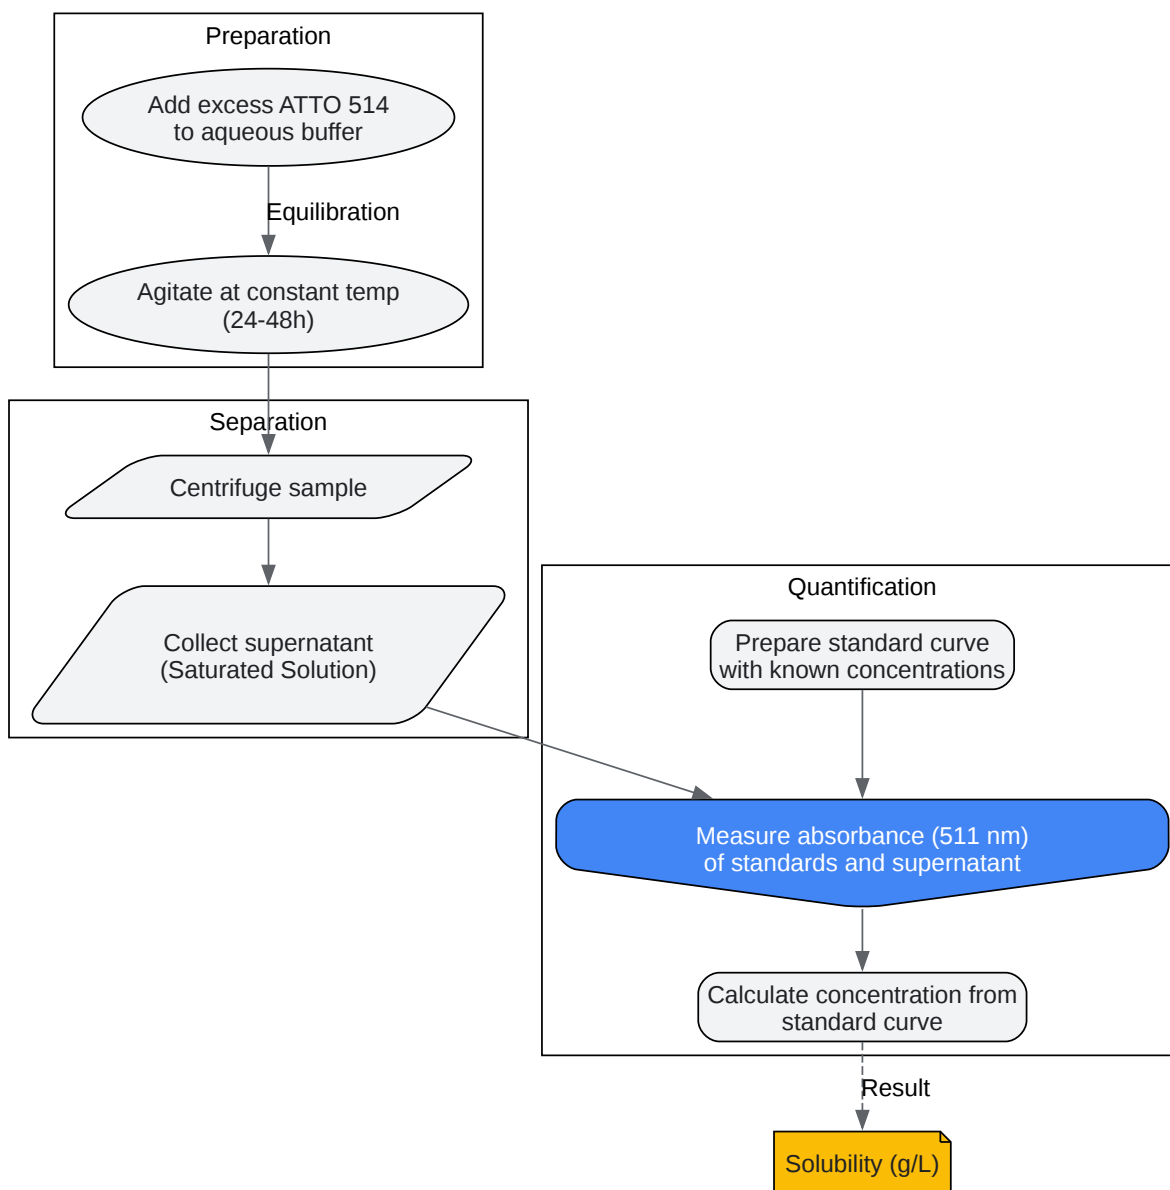 Preparation
Add excess ATTO 514
to aqueous buffer
Equilibration
Agitate at constant temp
(24-48h)
Separation
Centrifuge sample
Collect supernatant
(Saturated Solution)
Quantification
Prepare standard curve
with known concentrations
Measure absorbance (511 nm)
of standards and supernatant
Calculate concentration from
standard curve
Result
Solubility (g/L)